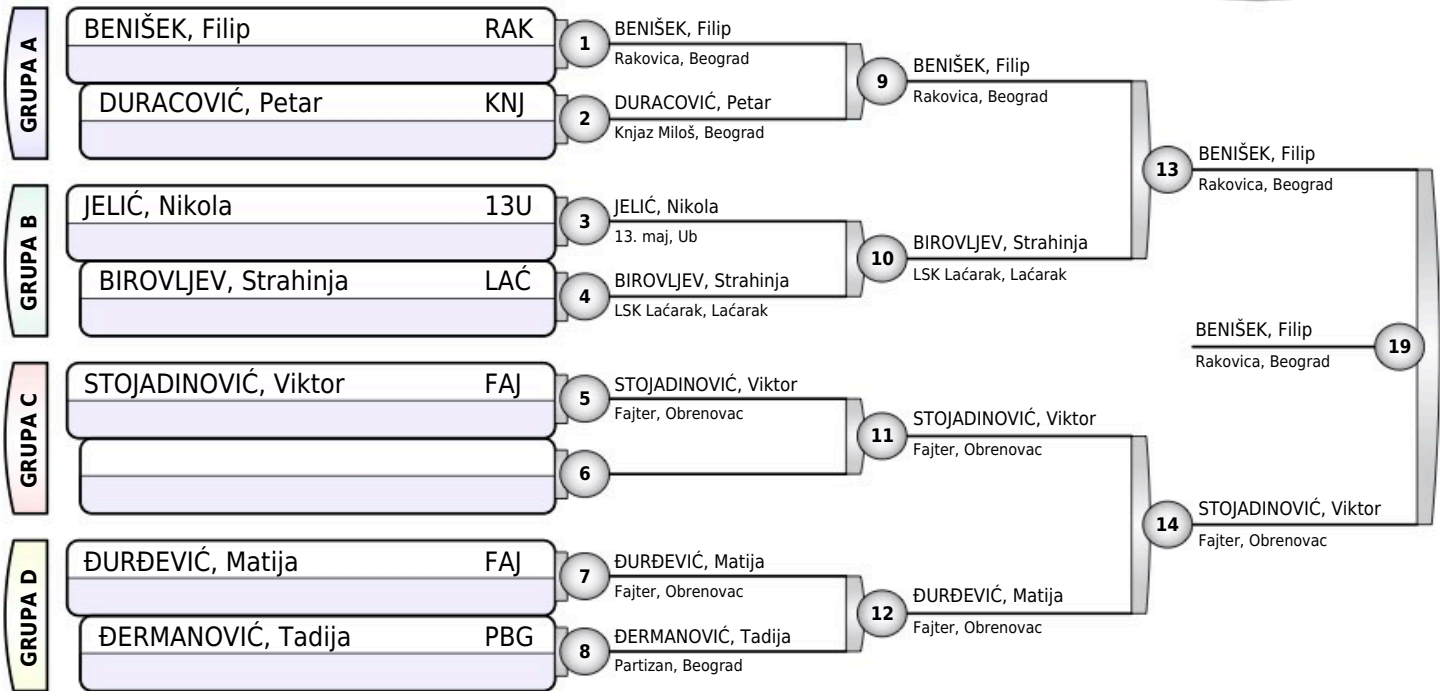 GRUPA A
BENIŠEK, Filip RAK
DURACOVIĆ, Petar KNJ
GRUPA B
JELIĆ, Nikola 13U
BIROVLJEV, Strahinja LAĆ
GRUPA C
STOJADINOVIĆ, Viktor FAJ
GRUPA D
ĐURĐEVIĆ, Matija FAJ
ĐERMANOVIĆ, Tadija PBG
1
BENIŠEK, Filip
Rakovica, Beograd
2
DURACOVIĆ, Petar
Knjaz Miloš, Beograd
3
JELIĆ, Nikola
13. maj, Ub
4
BIROVLJEV, Strahinja
LSK Laćarak, Laćarak
5
STOJADINOVIĆ, Viktor
Fajter, Obrenovac
6
7
ĐURĐEVIĆ, Matija
Fajter, Obrenovac
8
ĐERMANOVIĆ, Tadija
Partizan, Beograd
9
BENIŠEK, Filip
Rakovica, Beograd
10
BIROVLJEV, Strahinja
LSK Laćarak, Laćarak
11
STOJADINOVIĆ, Viktor
Fajter, Obrenovac
12
ĐURĐEVIĆ, Matija
Fajter, Obrenovac
13
BENIŠEK, Filip
Rakovica, Beograd
14
STOJADINOVIĆ, Viktor
Fajter, Obrenovac
BENIŠEK, Filip
Rakovica, Beograd
19